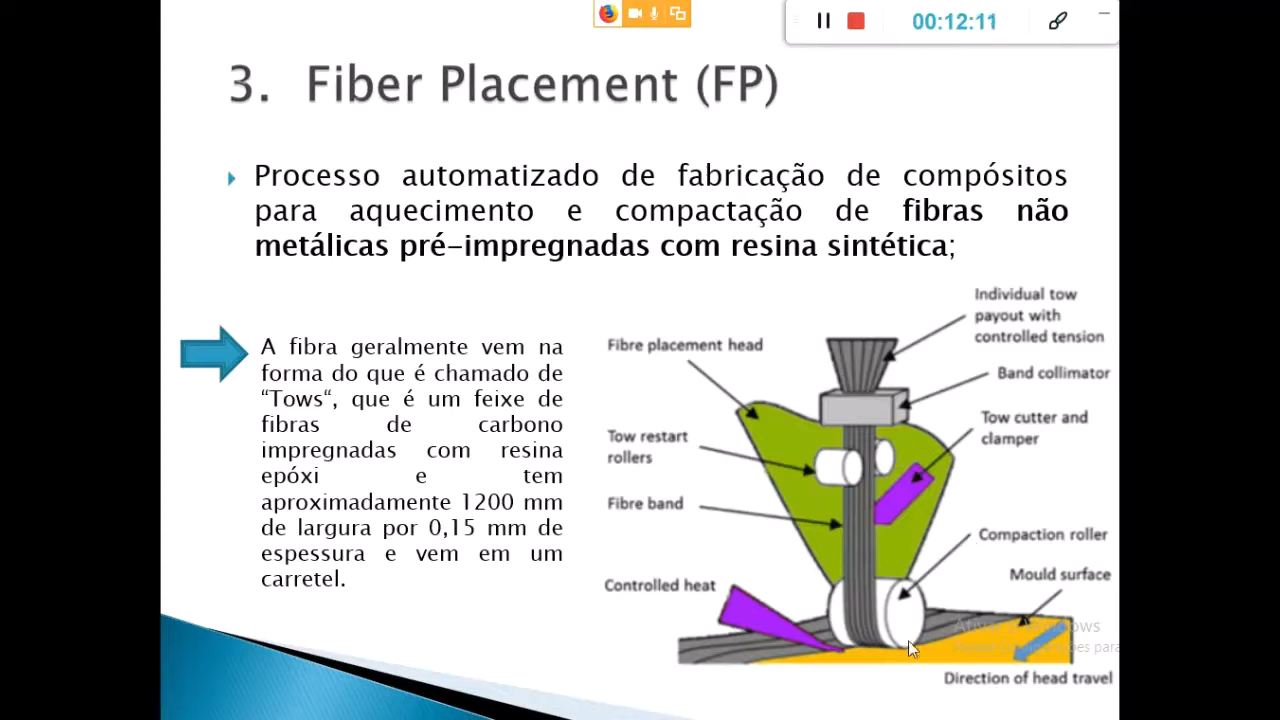 00:12:11
3. Fiber Placement (FP)
Processo automatizado de fabricação de compósitos
para aquecimento e compactação de fibras não
metálicas pré-impregnadas com resina sintética;
A fibra geralmente vem na
forma do que é chamado de
“Tows“, que é um feixe de
fibras de carbono
impregnadas com resina
epóxi e tem
aproximadamente 1200 mm
de largura por 0,15 mm de
espessura e vem em um
carretel.
Individual tow
payout with
controlled tension
Fibre placement head
Band collimator
Tow cutter and
clamper
Tow restart
rollers
Fibre band
Compaction roller
Controlled heat
Mould surface
Direction of head travel